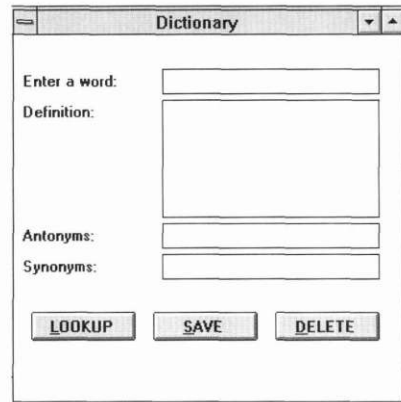 Dictionary
Enter a word:
Definition:
Antonyms:
Synonyms:
LOOKUP SAVE DELETE